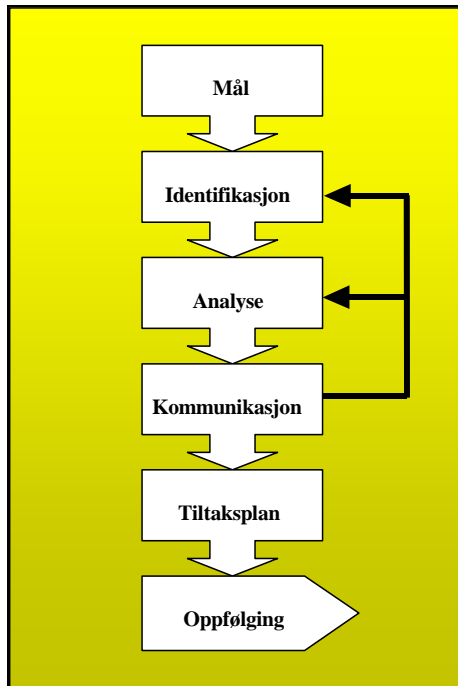 Mål
Identifikasjon
Analyse
Kommunikasjon
Tiltaksplan
Oppfølging